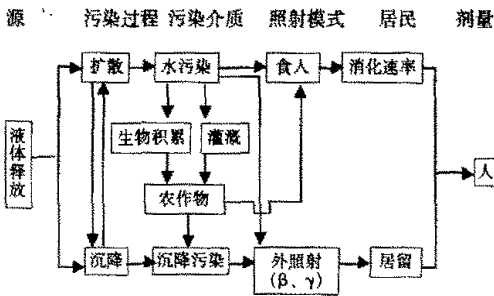 源 污染过程 污染介质 照射模式 居民 剂量
扩散 水污染 食入 消化速率
生物积累 灌溉
液体释放
农作物
人
沉降 沉降污染 外照射 居留
(β、γ)